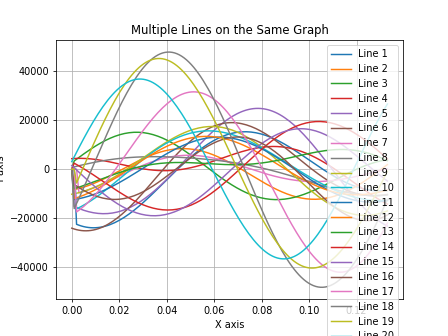 Multiple Lines on the Same Graph
40000
20000
0
−20000
−40000
0.00
0.02
0.04
0.06
0.08
0.10
X axis
Line 1
Line 2
Line 3
Line 4
Line 5
Line 6
Line 7
Line 8
Line 9
Line 10
Line 11
Line 12
Line 13
Line 14
Line 15
Line 16
Line 17
Line 18
Line 19
Line 20